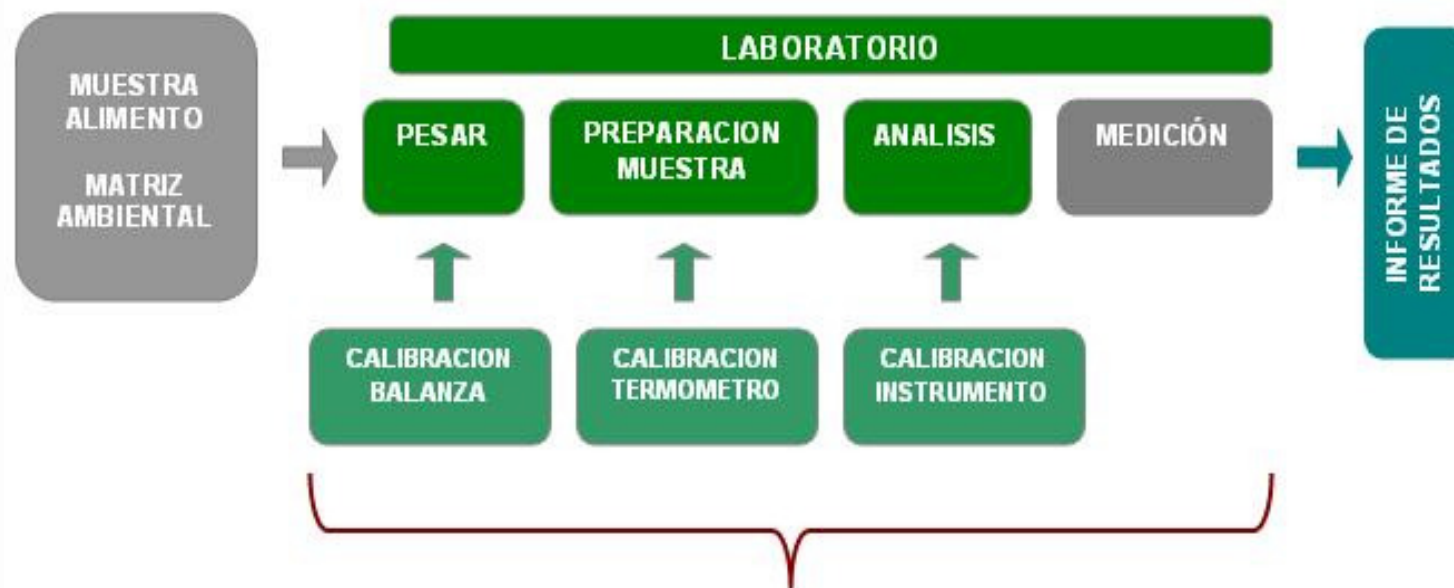 MUESTRA
ALIMENTO
MATRIZ
AMBIENTAL
LABORATORIO
PESAR
PREPARACION
MUESTRA
ANALISIS
MEDICIÓN
CALIBRACION
BALANZA
CALIBRACION
TERMOMETRO
CALIBRACION
INSTRUMENTO
INFORME DE
RESULTADOS